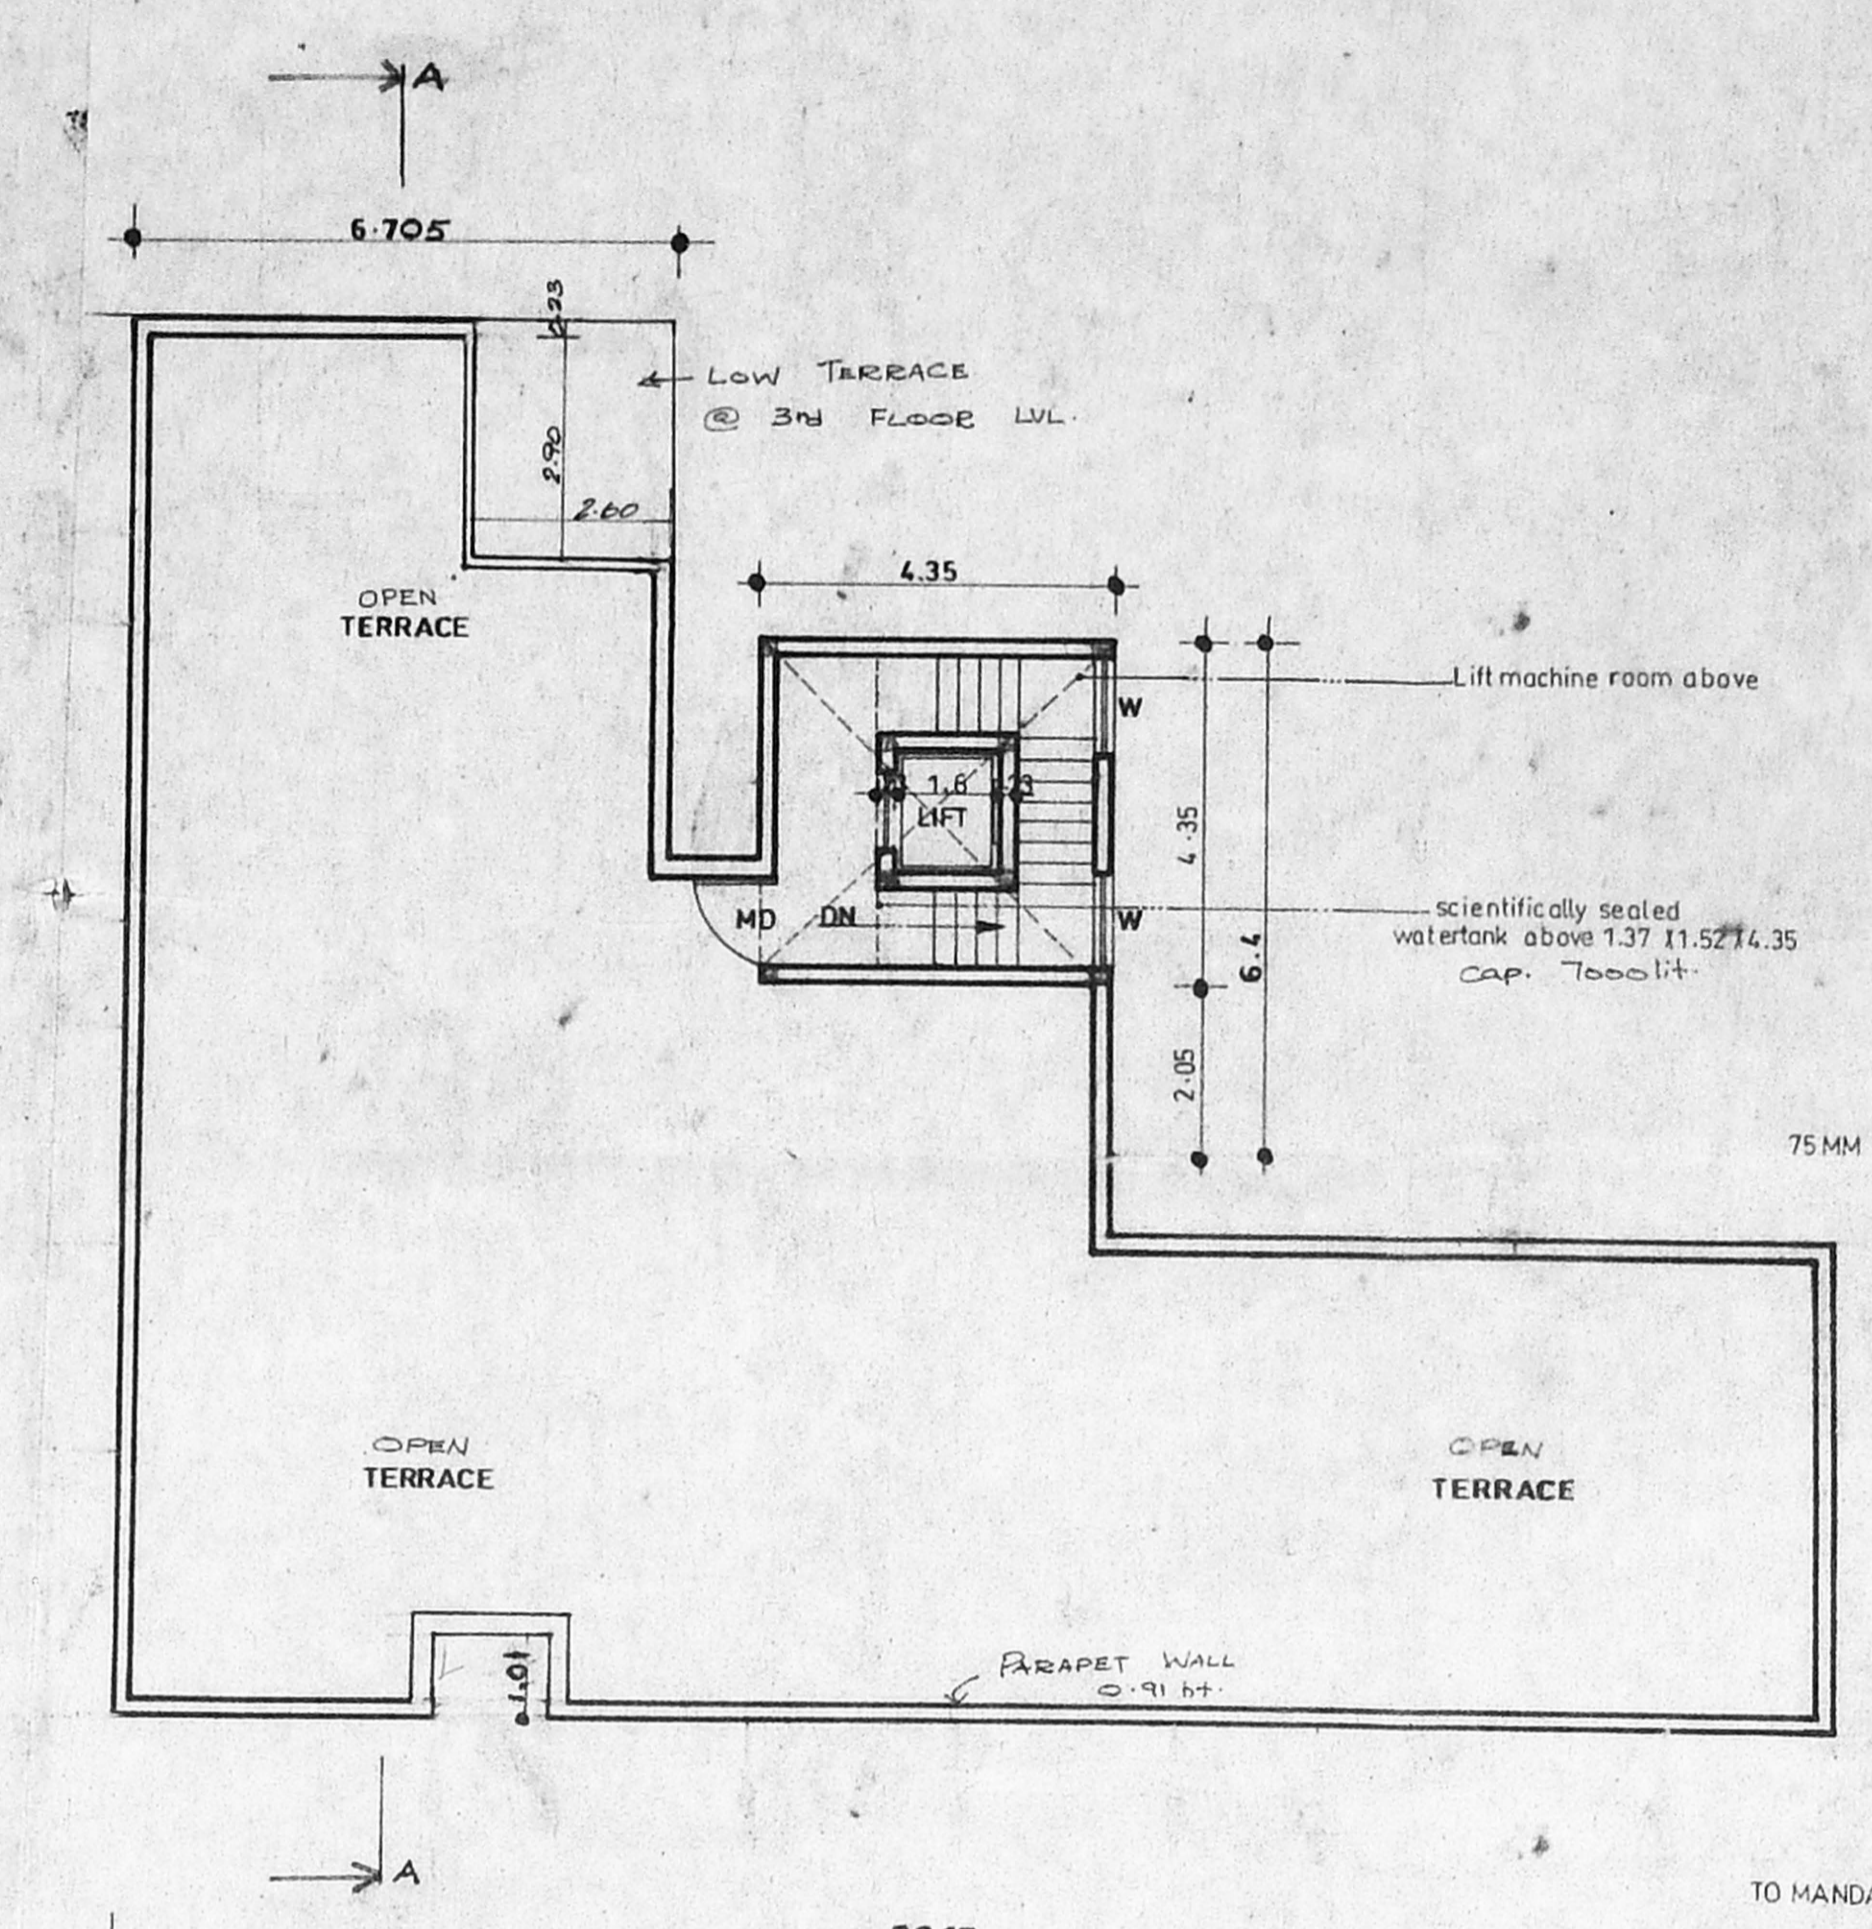 A
6.705
0.23
LOW TERRACE
@ 3rd FLOOR LVL.
2.90
2.60
4.35
OPEN
TERRACE
Lift machine room above
W
1.6
LIFT
4.35
MD
DN
W
scientifically sealed
watertank above 1.37 X1.52 X4.35
cap. 7000 lit.
6.4
2.05
75 MM
OPEN
TERRACE
OPEN
TERRACE
1.01
PARAPET WALL
0.91 ht.
A
TO MANDA